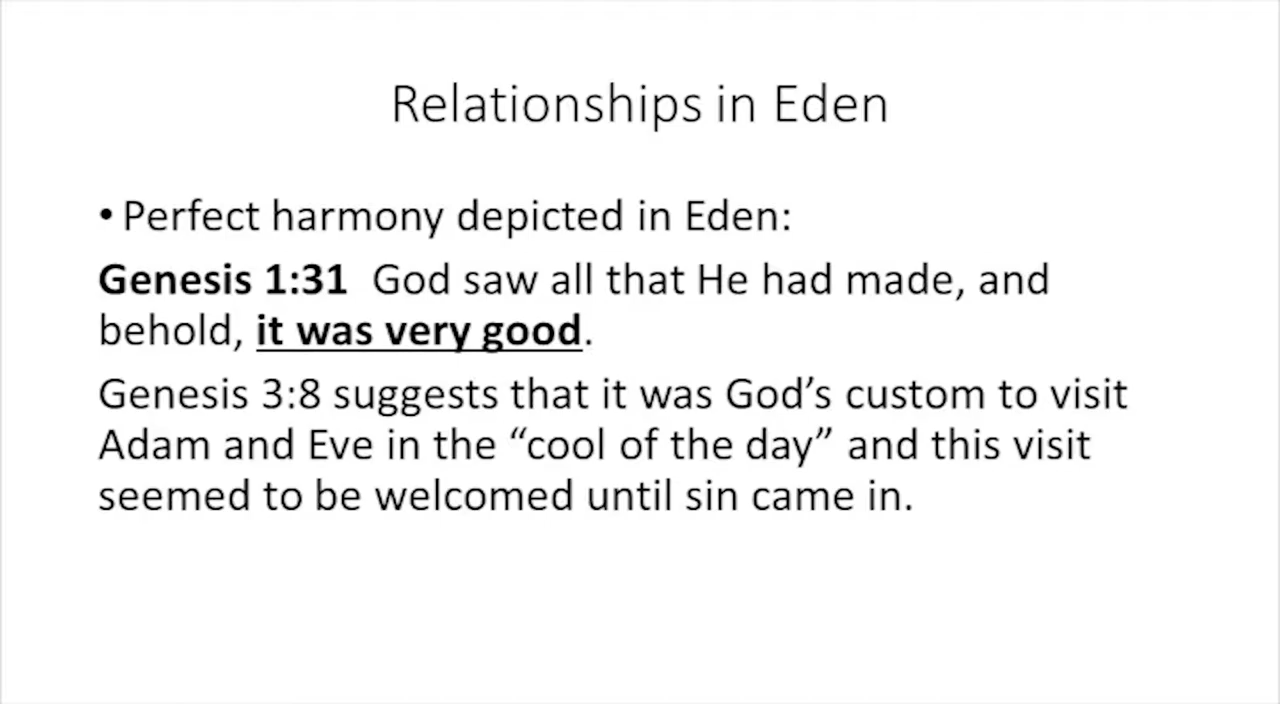 Relationships in Eden
• Perfect harmony depicted in Eden:
Genesis 1:31  God saw all that He had made, and
behold, it was very good.
Genesis 3:8 suggests that it was God’s custom to visit
Adam and Eve in the “cool of the day” and this visit
seemed to be welcomed until sin came in.